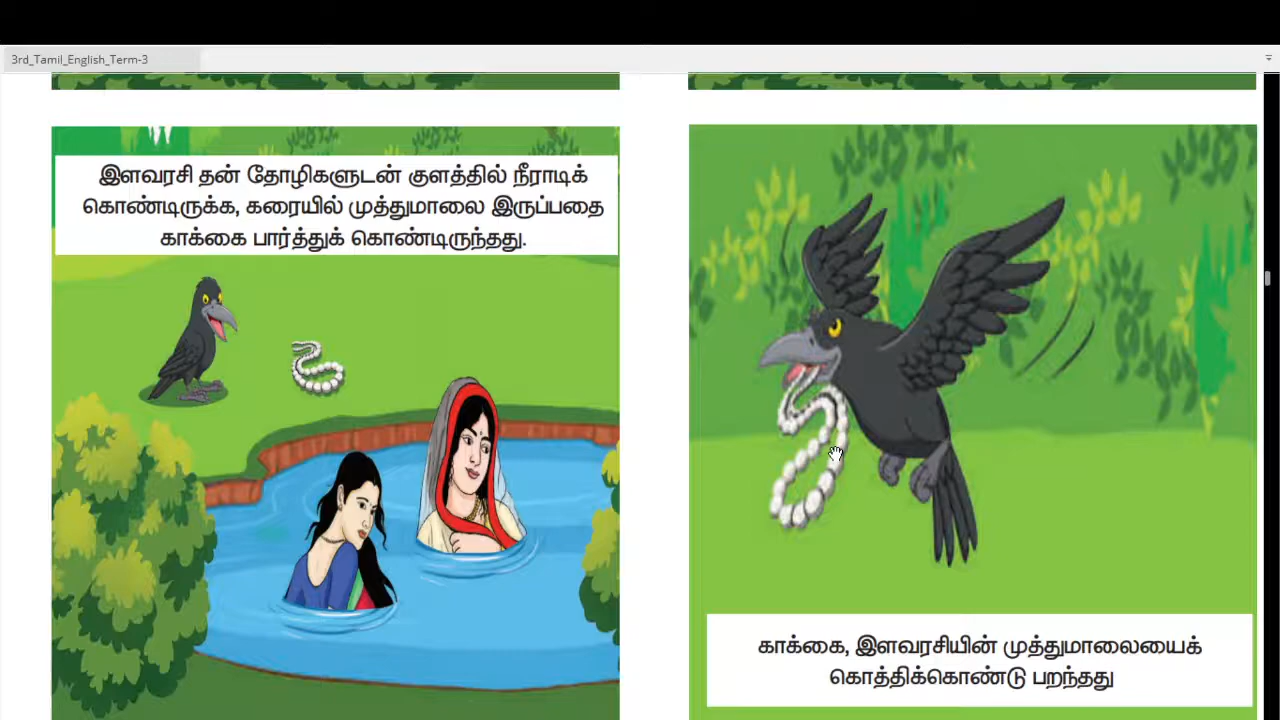 3rd_Tamil_English_Term-3
இளவரசி தன் தோழிகளுடன் குளத்தில் நீராடிக்
கொண்டிருக்க, கரையில் முத்துமாலை இருப்பதை
காக்கை பார்த்துக் கொண்டிருந்தது.
காக்கை, இளவரசியின் முத்துமாலையைக்
கொத்திக்கொண்டு பறந்தது